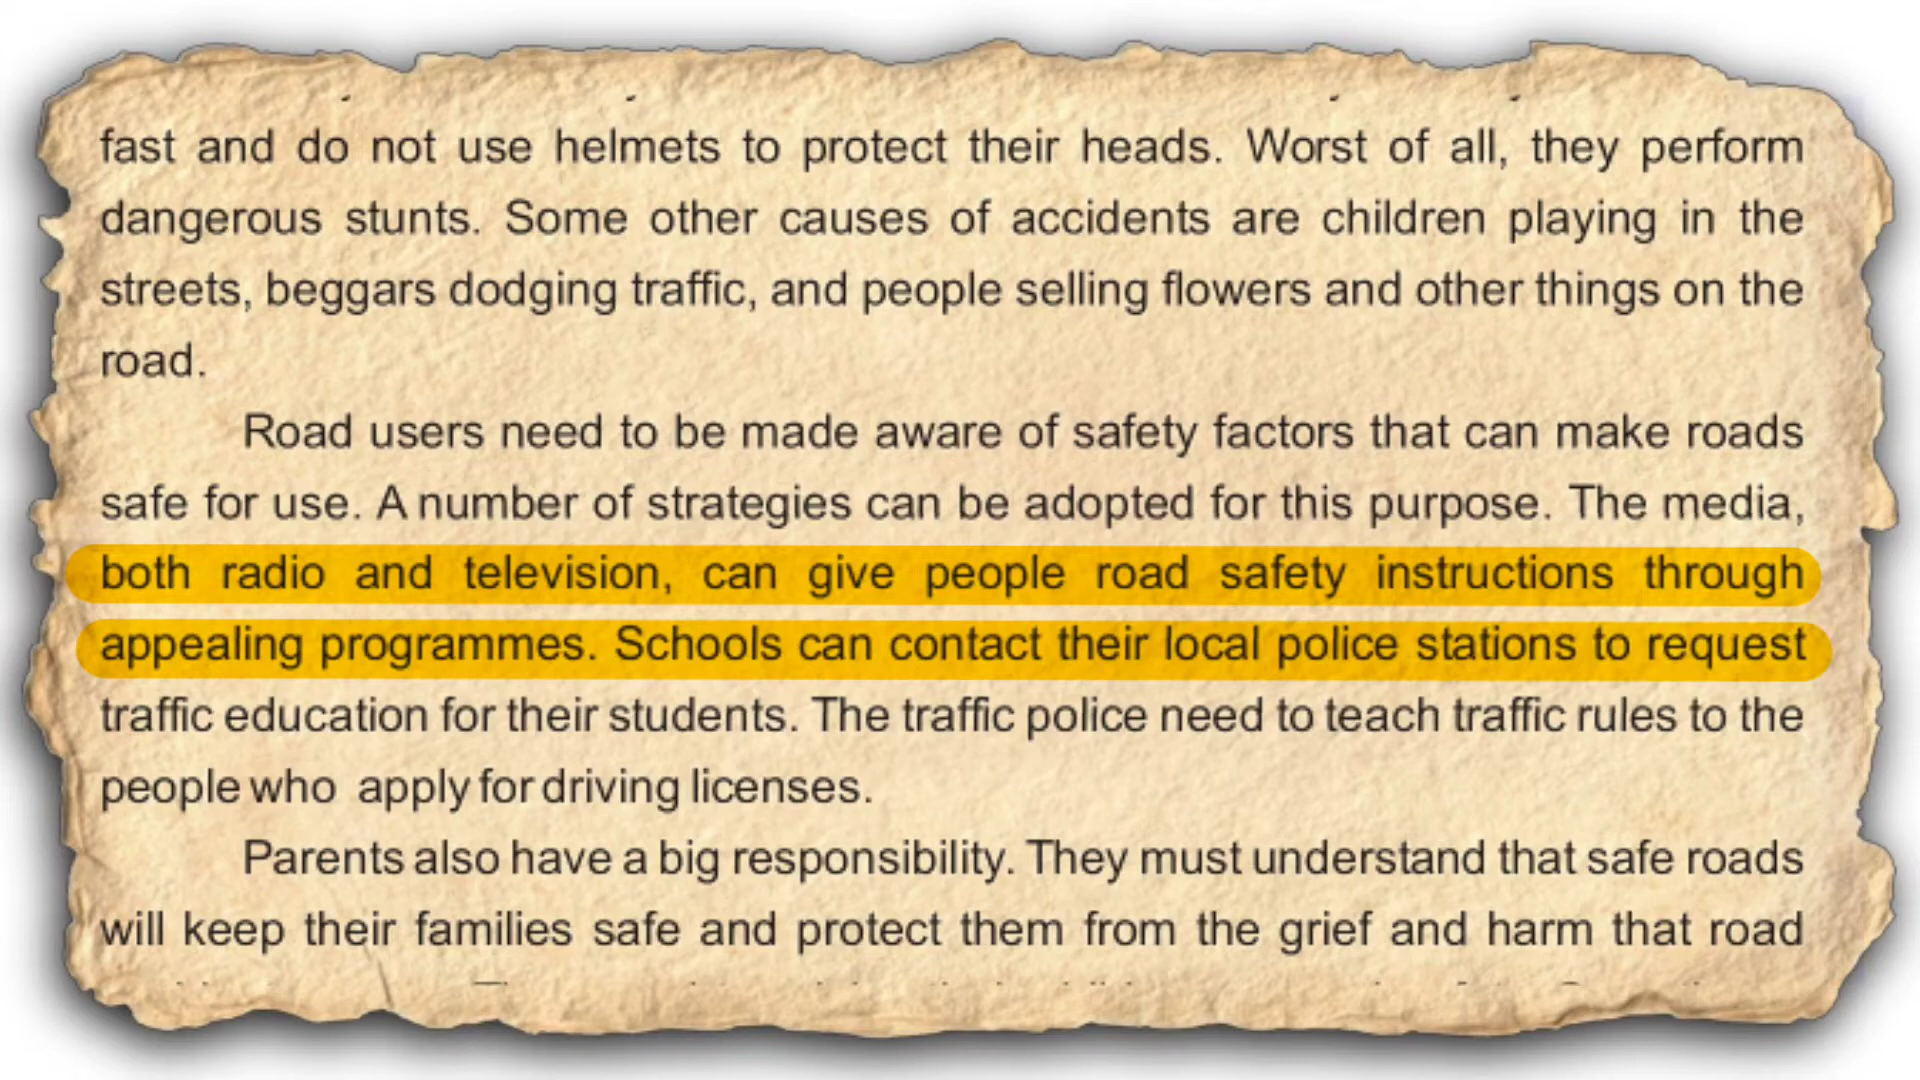 fast and do not use helmets to protect their heads. Worst of all, they perform
dangerous stunts. Some other causes of accidents are children playing in the
streets, beggars dodging traffic, and people selling flowers and other things on the
road.
Road users need to be made aware of safety factors that can make roads
safe for use. A number of strategies can be adopted for this purpose. The media,
both radio and television, can give people road safety instructions through
appealing programmes. Schools can contact their local police stations to request
traffic education for their students. The traffic police need to teach traffic rules to the
people who apply for driving licenses.
Parents also have a big responsibility. They must understand that safe roads
will keep their families safe and protect them from the grief and harm that road